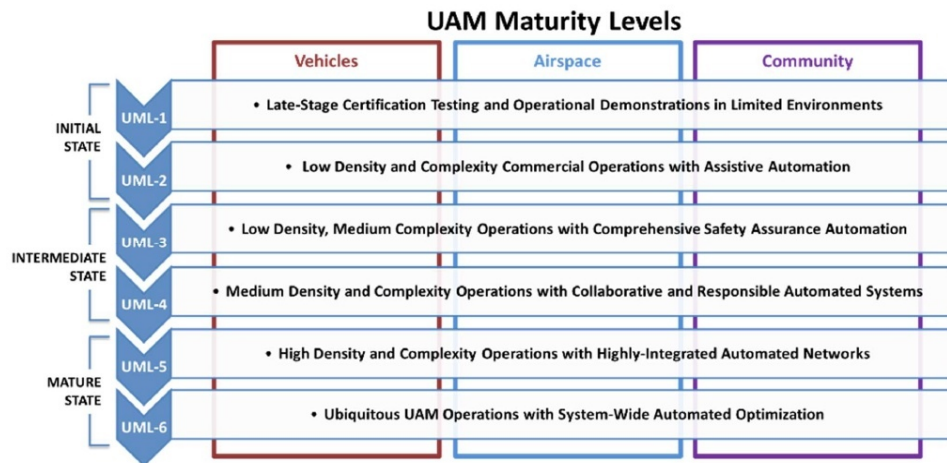 UAM Maturity Levels
Vehicles
Airspace
Community
INITIAL
STATE
UML-1
• Late-Stage Certification Testing and Operational Demonstrations in Limited Environments
UML-2
• Low Density and Complexity Commercial Operations with Assistive Automation
INTERMEDIATE
STATE
UML-3
• Low Density, Medium Complexity Operations with Comprehensive Safety Assurance Automation
UML-4
• Medium Density and Complexity Operations with Collaborative and Responsible Automated Systems
MATURE
STATE
UML-5
• High Density and Complexity Operations with Highly-Integrated Automated Networks
UML-6
• Ubiquitous UAM Operations with System-Wide Automated Optimization